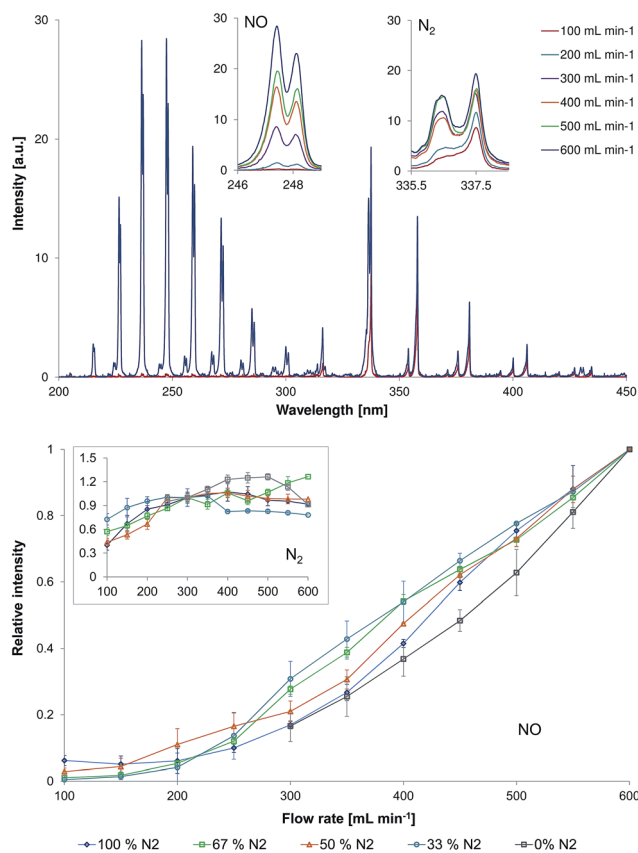 30
20
10
0
Intensity [a.u.]
200
250
300
350
400
450
Wavelength [nm]
NO
30
20
10
0
246
248
N2
30
20
10
0
335.5
337.5
100 mL min-1
200 mL min-1
300 mL min-1
400 mL min-1
500 mL min-1
600 mL min-1
1
0.8
0.6
0.4
0.2
0
Relative intensity
1.5
1.2
0.9
0.6
0.3
0
100
200
300
400
500
600
N2
NO
100
200
300
400
500
600
Flow rate [mL min-1]
100 % N2
67 % N2
50 % N2
33 % N2
0% N2